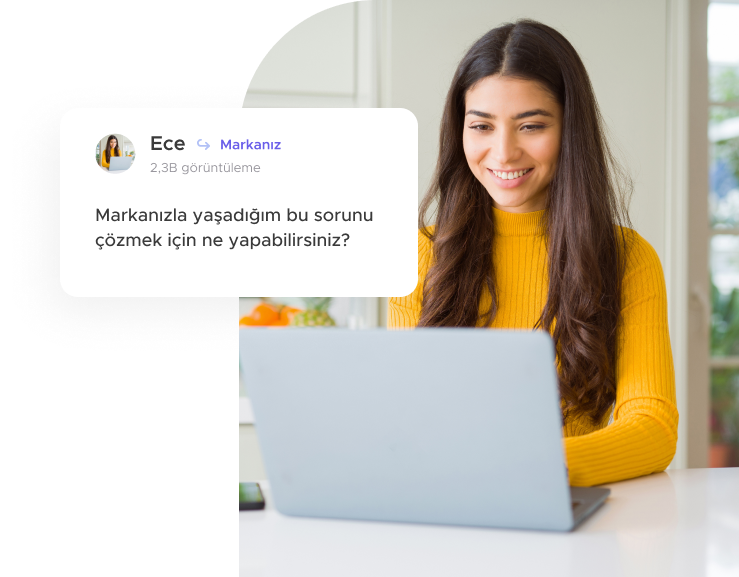 Ece Markanız
2,3B görüntüleme
Markanızla yaşadığım bu sorunu
çözmek için ne yapabilirsiniz?